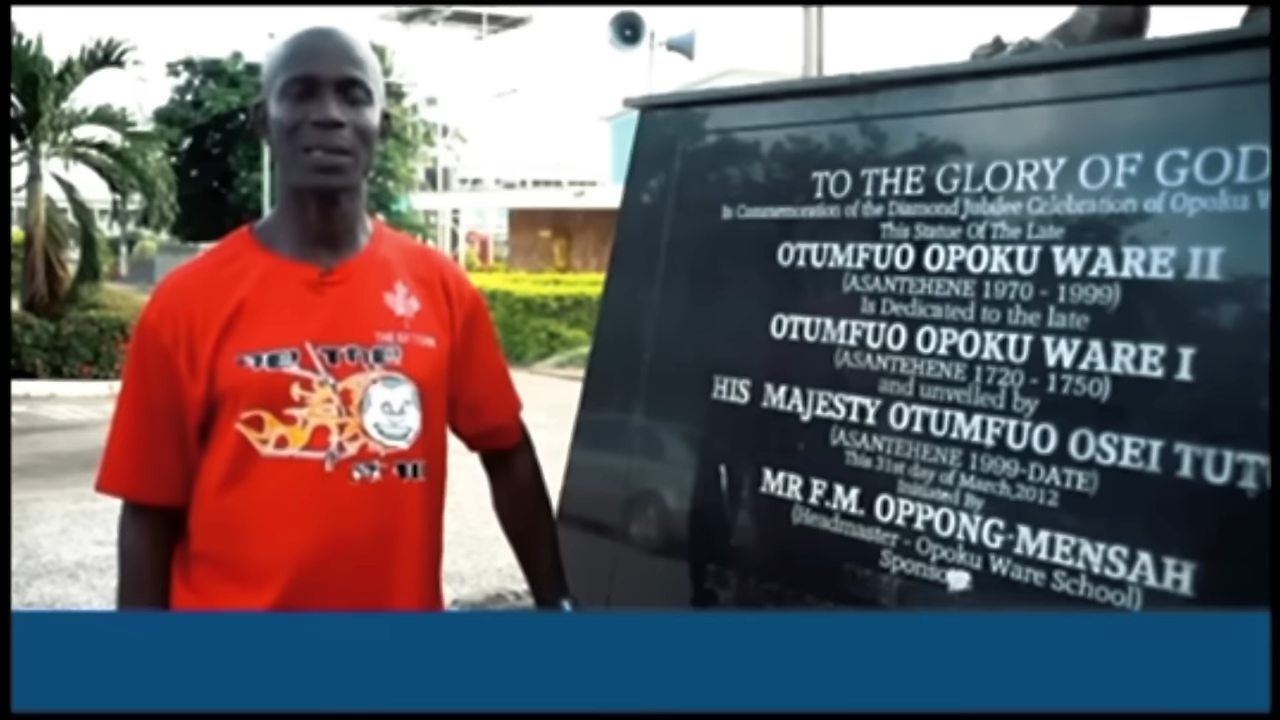 TO THE GLORY OF GOD
In Commemoration of the Diamond Jubilee Celebration of Opoku W
This Statue Of The Late
OTUMFUO OPOKU WARE II
(ASANTEHENE 1970 - 1999)
Is Dedicated to the late
OTUMFUO OPOKU WARE I
(ASANTEHENE 1720 - 1750)
and unveiled by
HIS MAJESTY OTUMFUO OSEI TUTU
(ASANTEHENE 1999-DATE)
This 31st day of March,2012
Initiated By
MR F.M. OPPONG-MENSAH
(Headmaster - Opoku Ware School)
Sponso